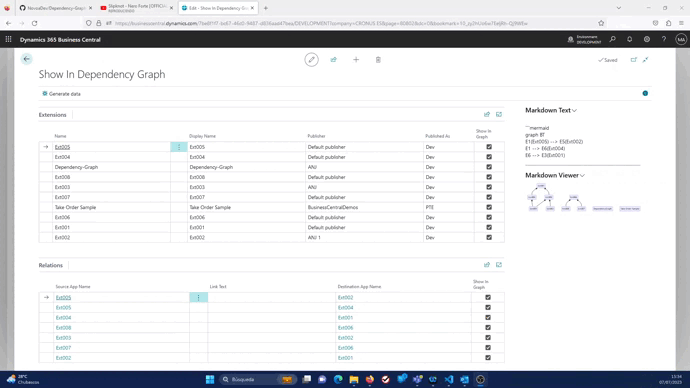 NovvaDev/Dependency-Graph
Slipknot - Nero Forte [OFFICIAL
Edit - Show In Dependency Graph
https://businesscentral.dynamics.com/
Dynamics 365 Business Central
Environment:
DEVELOPMENT
MA
Saved
Show In Dependency Graph
Generate data
Extensions
Name
Display Name
Publisher
Published As
Show In
Graph
Ext005 Ext005 Default publisher Dev
Ext004 Ext004 Default publisher Dev
Dependency-Graph Dependency-Graph ANJ Dev
Ext008 Ext008 Default publisher Dev
Ext003 Ext003 ANJ Dev
Ext007 Ext007 Default publisher Dev
Take Order Sample Take Order Sample BusinessCentralDemos PTE
Ext006 Ext006 Default publisher Dev
Ext001 Ext001 Default publisher Dev
Ext002 Ext002 ANJ 1 Dev
Relations
Source App Name
Link Text
Destination App Name
Show In
Graph
Ext005 Ext002
Ext005 Ext004
Ext004 Ext001
Ext008 Ext006
Ext003 Ext002
Ext007 Ext006
Ext002 Ext001
Markdown Text
```mermaid
graph BT
E1(Ext005) --> E5(Ext002)
E1 --> E6(Ext004)
E6 --> E3(Ext001)
Markdown Viewer
28°C
Chubascos
Búsqueda
13:34
07/07/2023